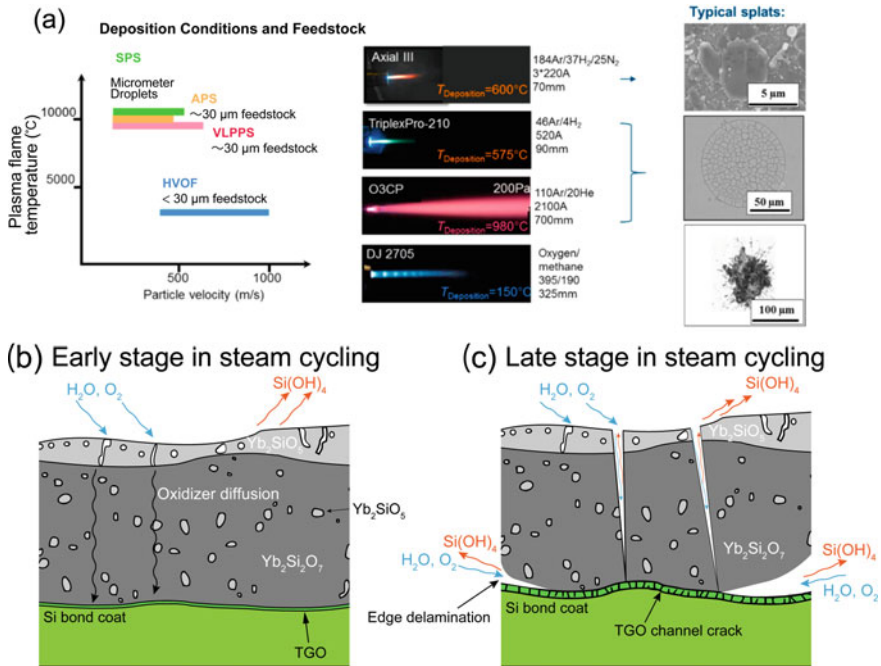 (a)
Deposition Conditions and Feedstock
SPS
Micrometer
Droplets
APS
~30 µm feedstock
VLPPS
~30 µm feedstock
HVOF
< 30 µm feedstock
10000
5000
Plasma flame
temperature (°C)
500
1000
Particle velocity (m/s)
Axial III
T Deposition=600°C
184Ar/37H₂/25N₂
3*220A
70mm
TriplexPro-210
T Deposition=575°C
46Ar/4H₂
520A
90mm
O3CP
200Pa
T Deposition=980°C
110Ar/20He
2100A
700mm
DJ 2705
T Deposition=150°C
Oxygen/
methane
395/190
325mm
Typical splats:
5 µm
50 µm
100 µm
(b) Early stage in steam cycling
H₂O, O₂
Si(OH)₄
Yb₂SiO₅
Oxidizer diffusion
Yb₂SiO₅
Yb₂Si₂O₇
Si bond coat
TGO
(c) Late stage in steam cycling
H₂O, O₂
Si(OH)₄
Yb₂SiO₅
Yb₂Si₂O₇
Si(OH)₄
H₂O, O₂
Si(OH)₄
H₂O, O₂
Edge delamination
Si bond coat
TGO channel crack